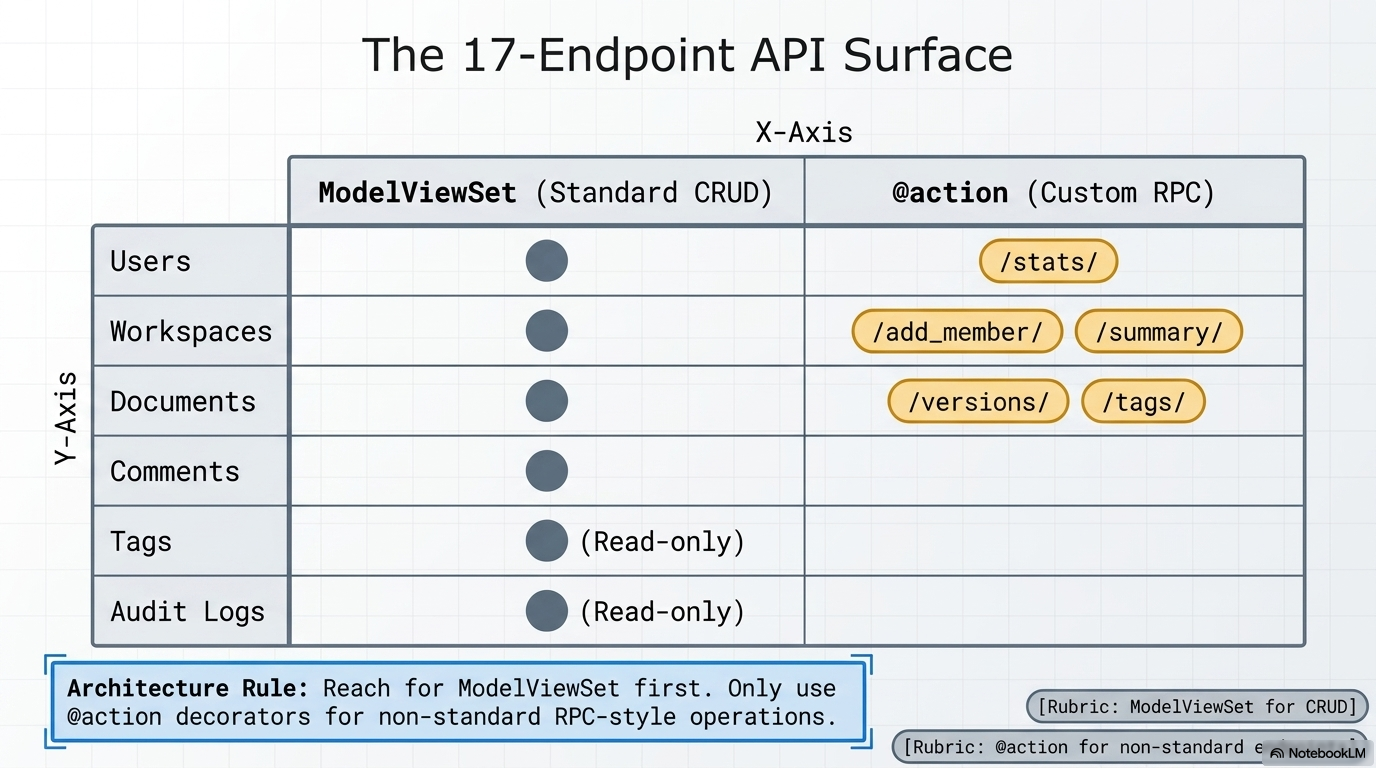 The 17-Endpoint API Surface
X-Axis
ModelViewSet (Standard CRUD)
@action (Custom RPC)
Y-Axis
Users
/stats/
Workspaces
/add_member/
/summary/
Documents
/versions/
/tags/
Comments
Tags
(Read-only)
Audit Logs
(Read-only)
Architecture Rule: Reach for ModelViewSet first. Only use
@action decorators for non-standard RPC-style operations.
[Rubric: ModelViewSet for CRUD]
[Rubric: @action for non-standard
NotebookLM